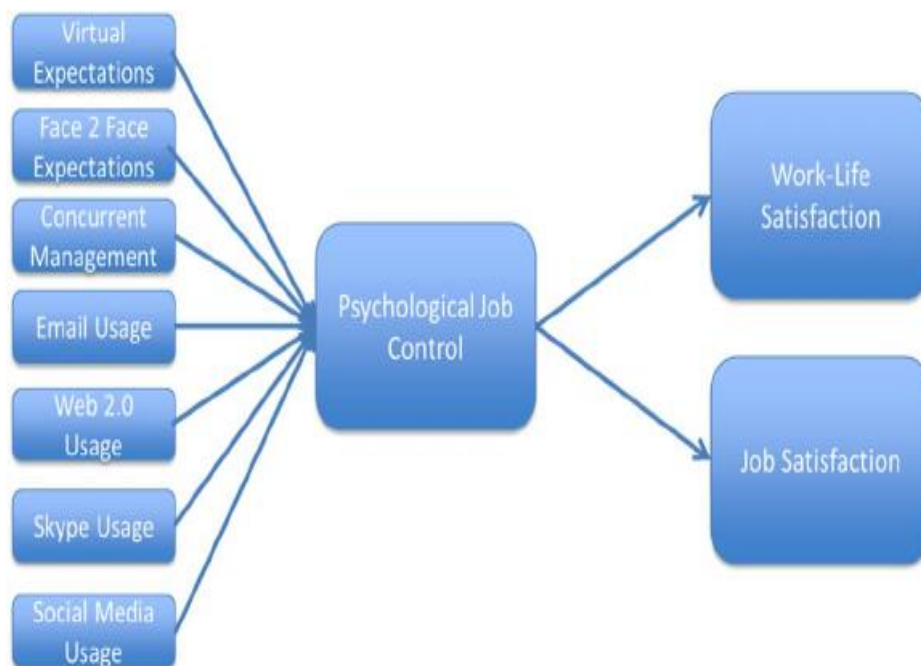 Virtual
Expectations
Face 2 Face
Expectations
Concurrent
Management
Email Usage
Web 2.0
Usage
Skype Usage
Social Media
Usage
Psychological Job
Control
Work-Life
Satisfaction
Job Satisfaction